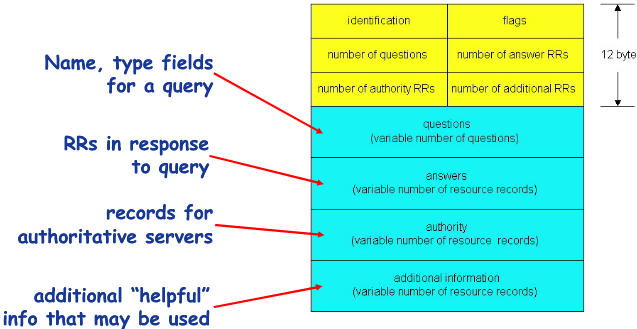 identification
flags
number of questions
number of answer RRs
12 byte
number of authority RRs
number of additional RRs
Name, type fields
for a query
questions
(variable number of questions)
RRs in response
to query
answers
(variable number of resource records)
records for
authoritative servers
authority
(variable number of resource records)
additional "helpful"
info that may be used
additional information
(variable number of resource records)